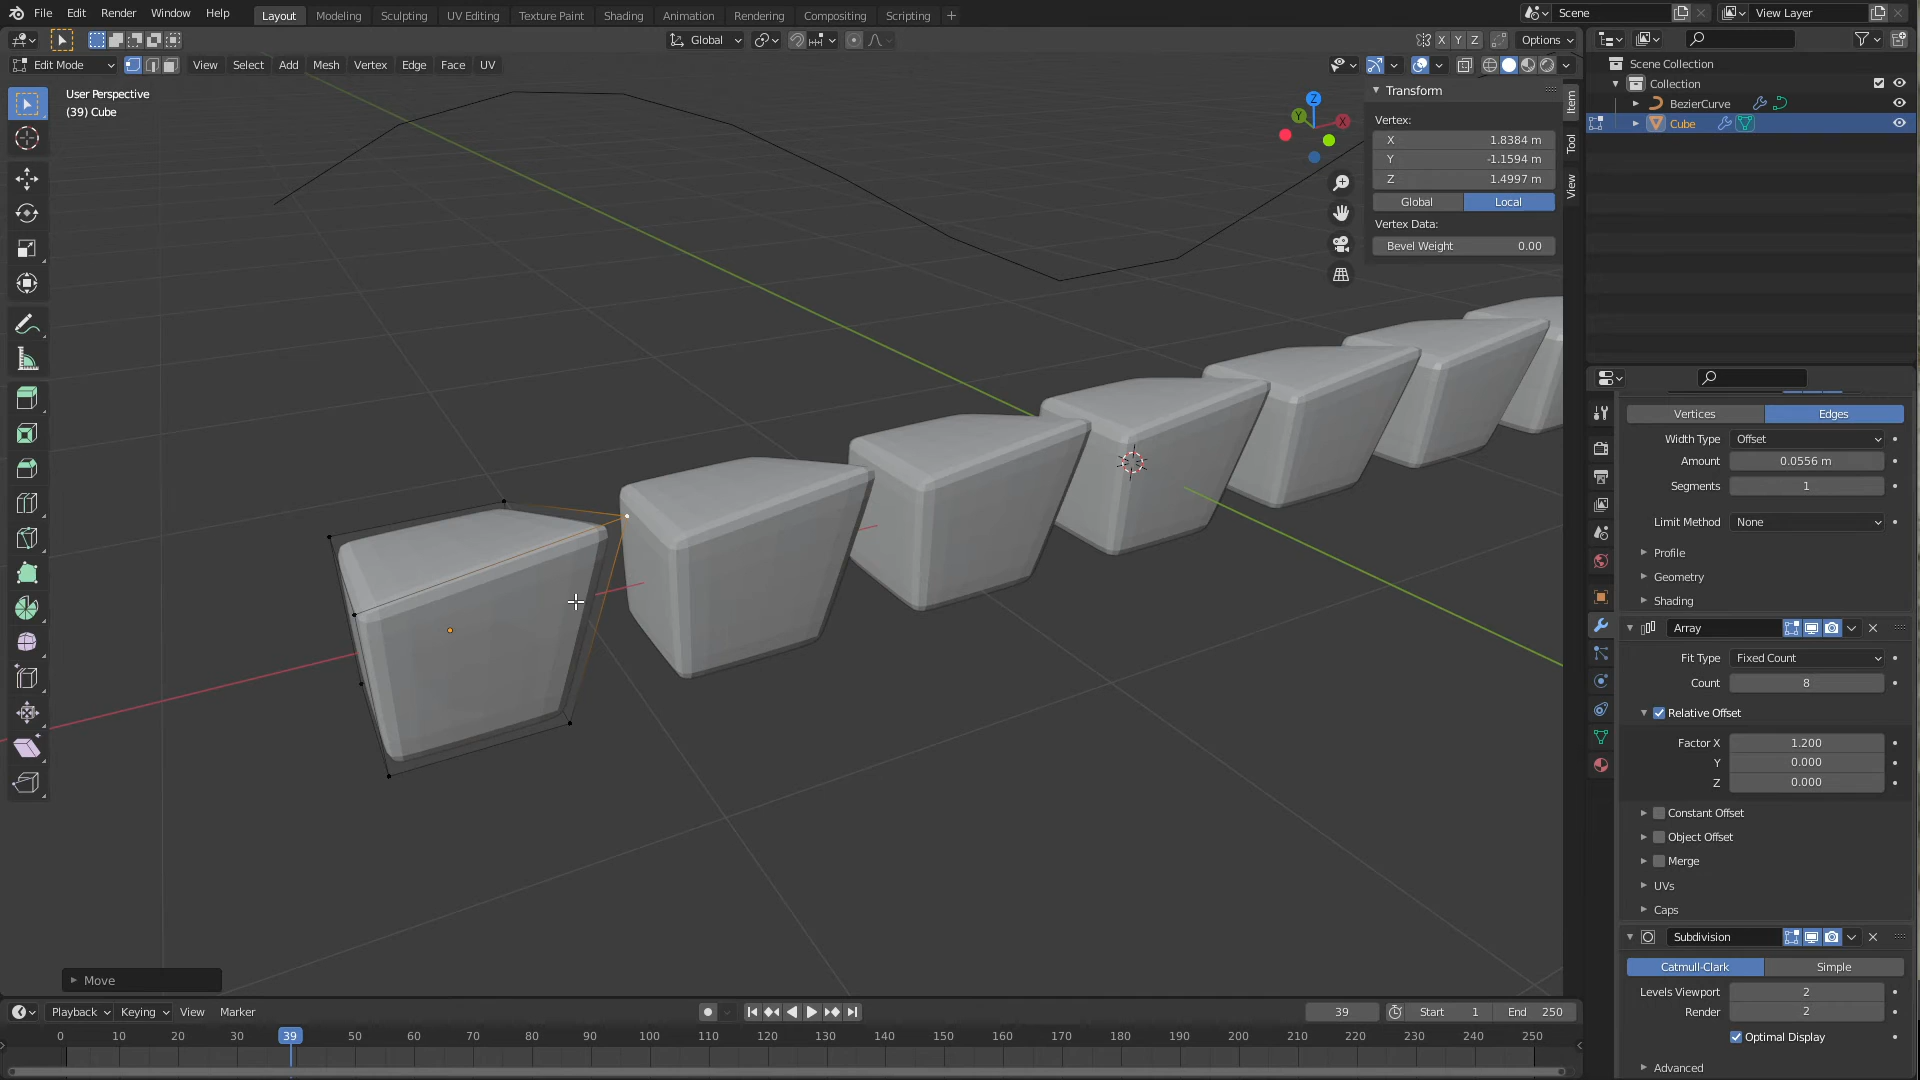 File Edit Render Window Help Layout Modeling Sculpting UV Editing Texture Paint Shading Animation Rendering Compositing Scripting + Scene View Layer
Global X Y Z Options
Edit Mode View Select Add Mesh Vertex Edge Face UV
User Perspective
(39) Cube
Z
Y
X
Transform
Vertex:
X 1.8384 m
Y -1.1594 m
Z 1.4997 m
Global Local
Vertex Data:
Bevel Weight 0.00
Item
Tool
View
Scene Collection
Collection
BezierCurve
Cube
Vertices Edges
Width Type Offset
Amount 0.0556 m
Segments 1
Limit Method None
Profile
Geometry
Shading
Array
Fit Type Fixed Count
Count 8
Relative Offset
Factor X 1.200
Y 0.000
Z 0.000
Constant Offset
Object Offset
Merge
UVs
Caps
Subdivision
Catmull-Clark Simple
Levels Viewport 2
Render 2
Optimal Display
Advanced
Move
Playback Keying View Marker 39 Start 1 End 250
0 10 20 30 39 50 60 70 80 90 100 110 120 130 140 150 160 170 180 190 200 210 220 230 240 250